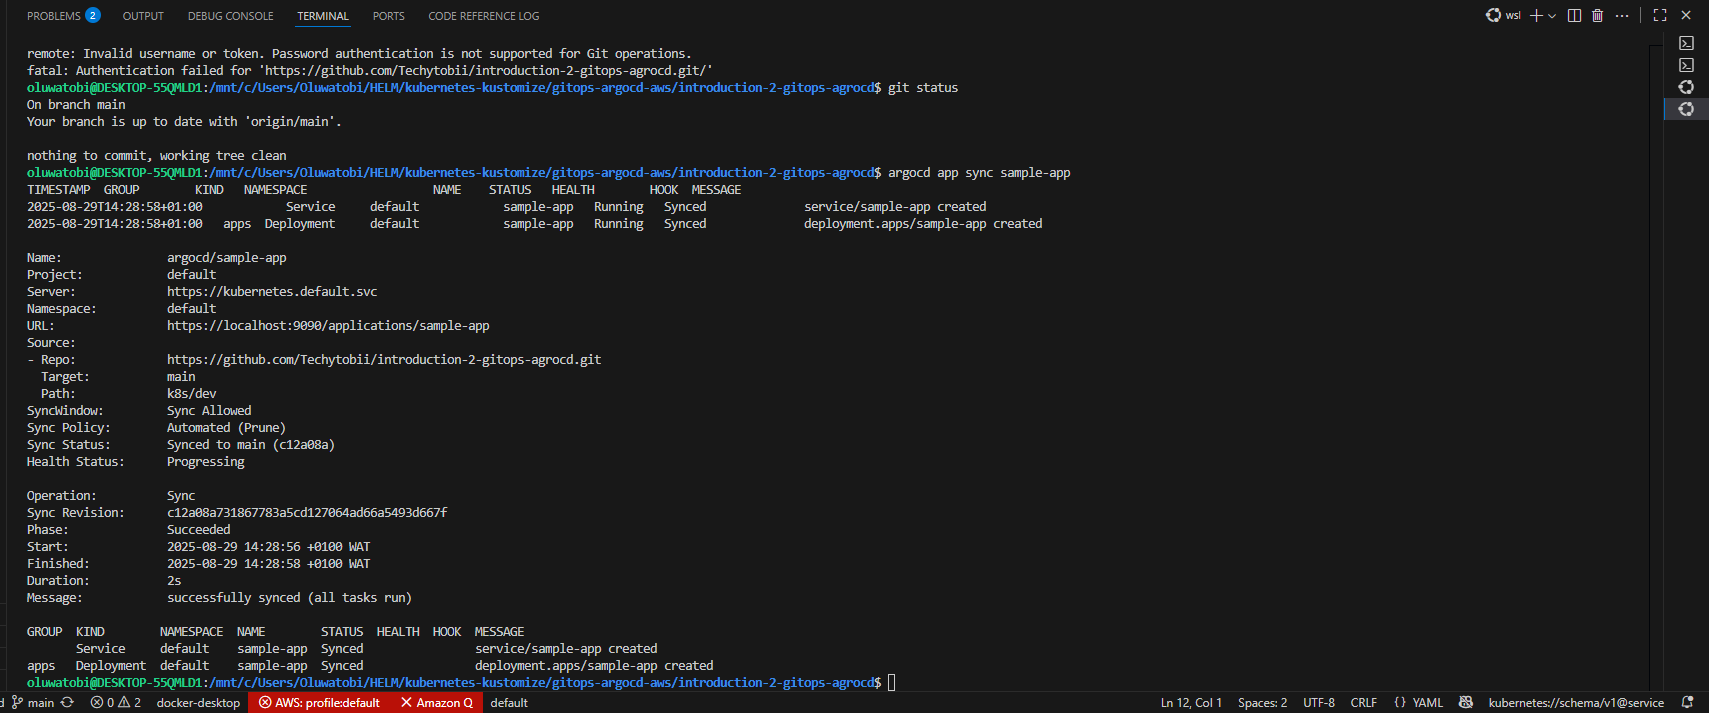 PROBLEMS 2 OUTPUT DEBUG CONSOLE TERMINAL PORTS CODE REFERENCE LOG wsl
remote: Invalid username or token. Password authentication is not supported for Git operations.
fatal: Authentication failed for 'https://github.com/Techytobii/introduction-2-gitops-agrocd.git/'
oluwatobi@DESKTOP-55QMLD1:/mnt/c/Users/Oluwatobi/HELM/kubernetes-kustomize/gitops-argocd-aws/introduction-2-gitops-agrocd$ git status
On branch main
Your branch is up to date with 'origin/main'.
nothing to commit, working tree clean
oluwatobi@DESKTOP-55QMLD1:/mnt/c/Users/Oluwatobi/HELM/kubernetes-kustomize/gitops-argocd-aws/introduction-2-gitops-agrocd$ argocd app sync sample-app
TIMESTAMP GROUP KIND NAMESPACE NAME STATUS HEALTH HOOK MESSAGE
2025-08-29T14:28:58+01:00 Service default sample-app Running Synced service/sample-app created
2025-08-29T14:28:58+01:00 apps Deployment default sample-app Running Synced deployment.apps/sample-app created
Name: argocd/sample-app
Project: default
Server: https://kubernetes.default.svc
Namespace: default
URL: https://localhost:9090/applications/sample-app
Source:
- Repo: https://github.com/Techytobii/introduction-2-gitops-agrocd.git
Target: main
Path: k8s/dev
SyncWindow: Sync Allowed
Sync Policy: Automated (Prune)
Sync Status: Synced to main (c12a08a)
Health Status: Progressing
Operation: Sync
Sync Revision: c12a08a731867783a5cd127064ad66a5493d667f
Phase: Succeeded
Start: 2025-08-29 14:28:56 +0100 WAT
Finished: 2025-08-29 14:28:58 +0100 WAT
Duration: 2s
Message: successfully synced (all tasks run)
GROUP KIND NAMESPACE NAME STATUS HEALTH HOOK MESSAGE
Service default sample-app Synced service/sample-app created
apps Deployment default sample-app Synced deployment.apps/sample-app created
oluwatobi@DESKTOP-55QMLD1:/mnt/c/Users/Oluwatobi/HELM/kubernetes-kustomize/gitops-argocd-aws/introduction-2-gitops-agrocd$
d main 0 2 docker-desktop AWS: profile:default Amazon Q default Ln 12, Col 1 Spaces: 2 UTF-8 CRLF {} YAML kubernetes://schema/v1@service